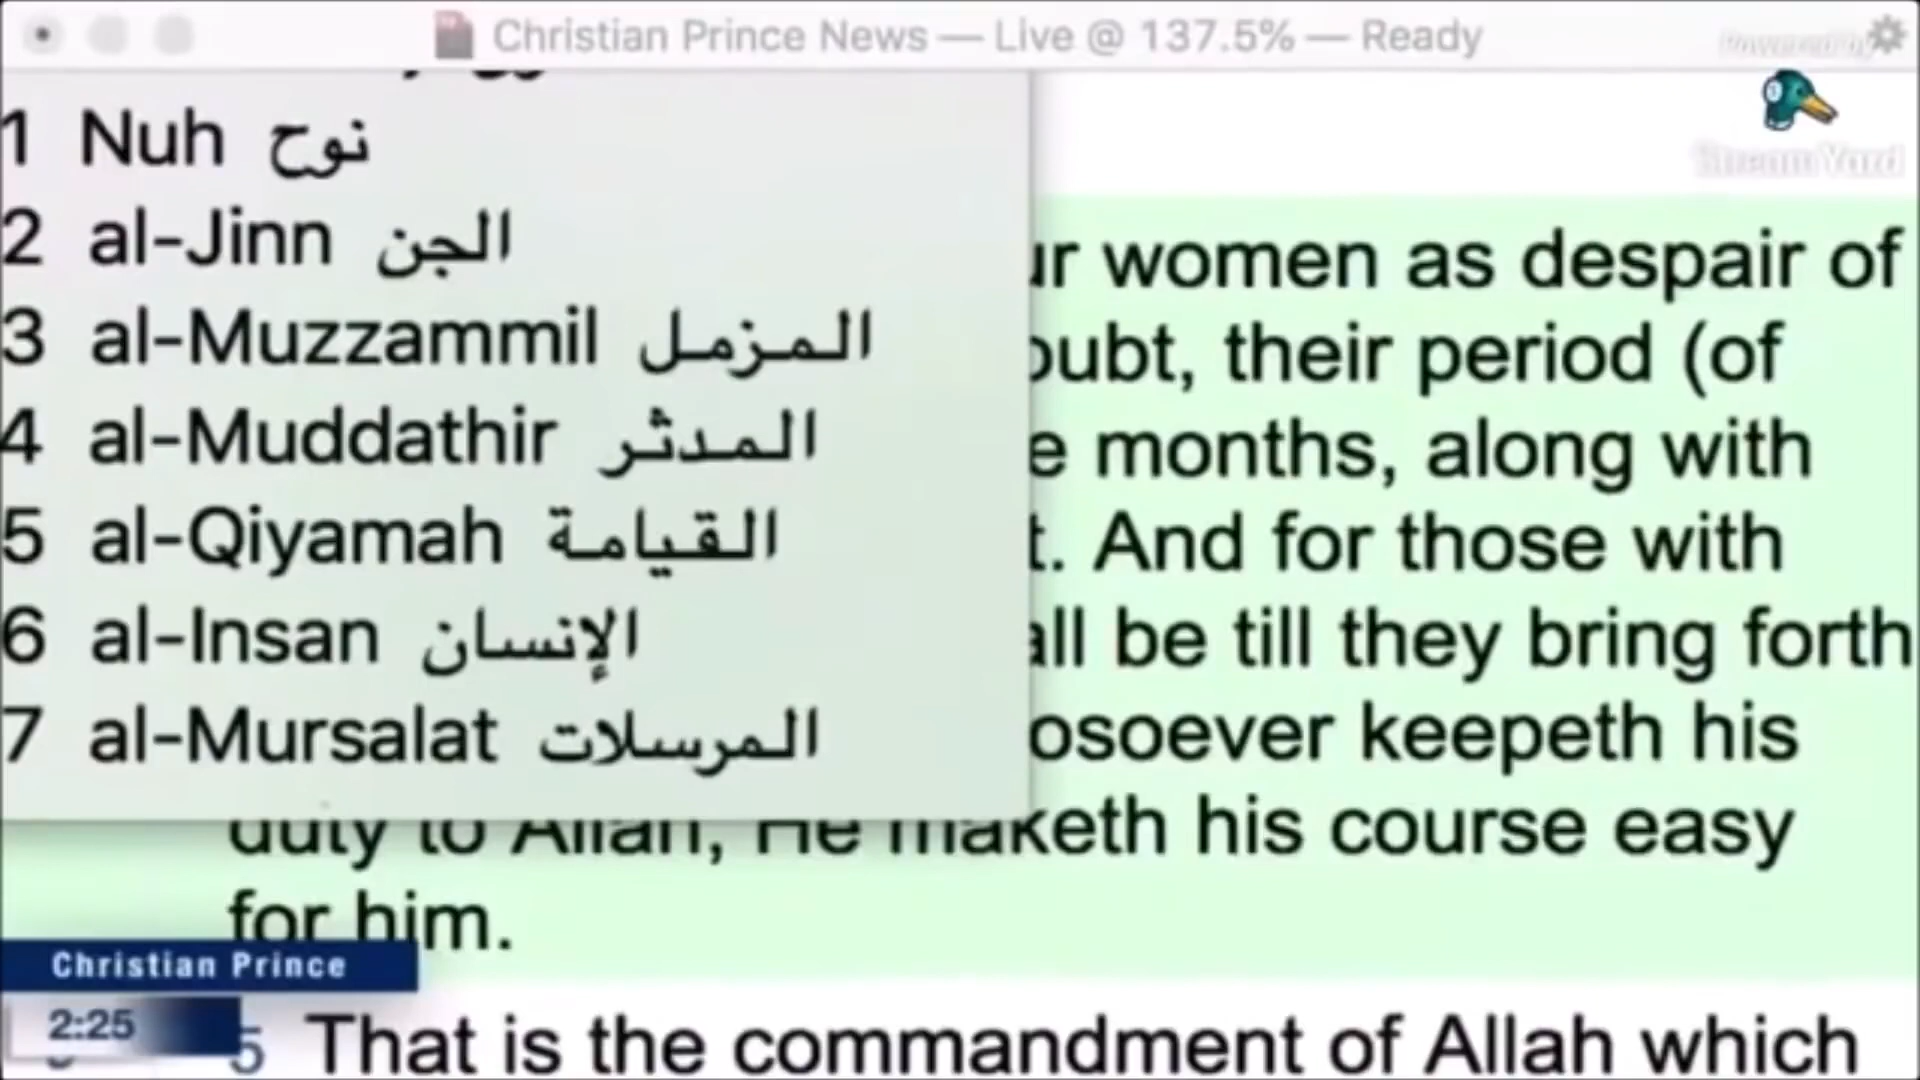 Christian Prince News — Live @ 137.5% — Ready
Powered by
Stream Yard
1 Nuh نوح
2 al-Jinn الجن
3 al-Muzzammil المزمل
4 al-Muddathir المدثر
5 al-Qiyamah القيامة
6 al-Insan الإنسان
7 al-Mursalat المرسلات
ur women as despair of
oubt, their period (of
e months, along with
t. And for those with
all be till they bring forth
osoever keepeth his
duty to Allah, He maketh his course easy
for him.
Christian Prince
2:25
5 That is the commandment of Allah which